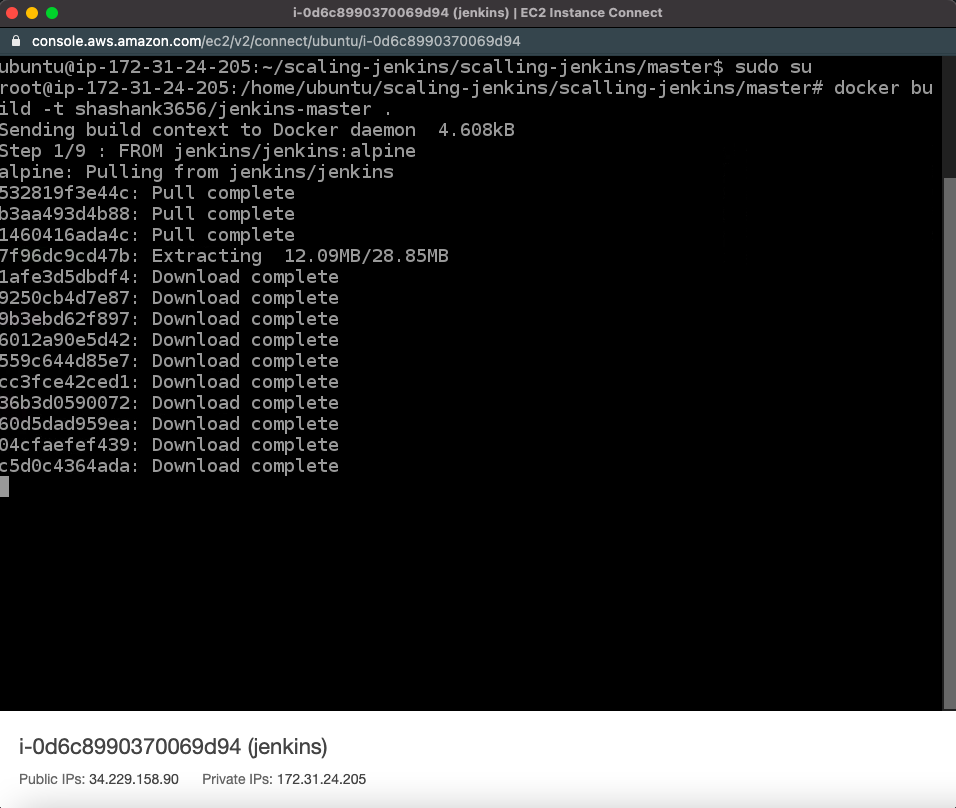 i-0d6c8990370069d94 (jenkins) | EC2 Instance Connect
console.aws.amazon.com/ec2/v2/connect/ubuntu/i-0d6c8990370069d94
ubuntu@ip-172-31-24-205:~/scaling-jenkins/scalling-jenkins/master$ sudo su
root@ip-172-31-24-205:/home/ubuntu/scaling-jenkins/scalling-jenkins/master# docker bu
ild -t shashank3656/jenkins-master .
Sending build context to Docker daemon  4.608kB
Step 1/9 : FROM jenkins/jenkins:alpine
alpine: Pulling from jenkins/jenkins
532819f3e44c: Pull complete
b3aa493d4b88: Pull complete
1460416ada4c: Pull complete
7f96dc9cd47b: Extracting  12.09MB/28.85MB
1afe3d5dbdf4: Download complete
9250cb4d7e87: Download complete
9b3ebd62f897: Download complete
6012a90e5d42: Download complete
559c644d85e7: Download complete
cc3fce42ced1: Download complete
36b3d0590072: Download complete
60d5dad959ea: Download complete
04cfaefef439: Download complete
c5d0c4364ada: Download complete
i-0d6c8990370069d94 (jenkins)
Public IPs: 34.229.158.90 Private IPs: 172.31.24.205